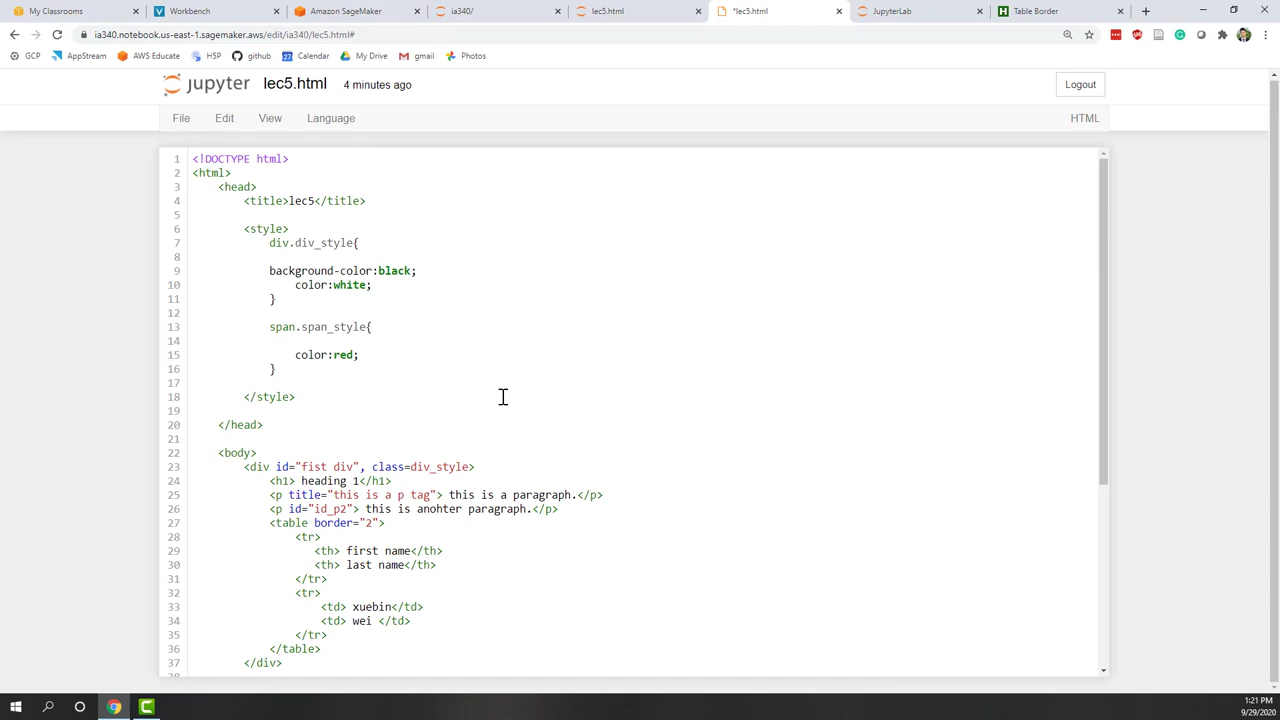 My Classrooms
Workbench
Amazon SageMaker
ia340/
lec5.html
*lec5.html
JupyterLab
Table Border
ia340.notebook.us-east-1.sagemaker.aws/edit/ia340/lec5.html#
GCP
AppStream
AWS Educate
H5P
github
Calendar
My Drive
gmail
Photos
jupyter
lec5.html
4 minutes ago
Logout
File
Edit
View
Language
HTML
1 <!DOCTYPE html>
2 <html>
3 <head>
4 <title>lec5</title>
5
6 <style>
7 div.div_style{
8
9 background-color:black;
10 color:white;
11 }
12
13 span.span_style{
14
15 color:red;
16 }
17
18 </style>
19
20 </head>
21
22 <body>
23 <div id="fist div", class=div_style>
24 <h1> heading 1</h1>
25 <p title="this is a p tag"> this is a paragraph.</p>
26 <p id="id_p2"> this is anohter paragraph.</p>
27 <table border="2">
28 <tr>
29 <th> first name</th>
30 <th> last name</th>
31 </tr>
32 <tr>
33 <td> xuebin</td>
34 <td> wei </td>
35 </tr>
36 </table>
37 </div>
1:21 PM
9/29/2020